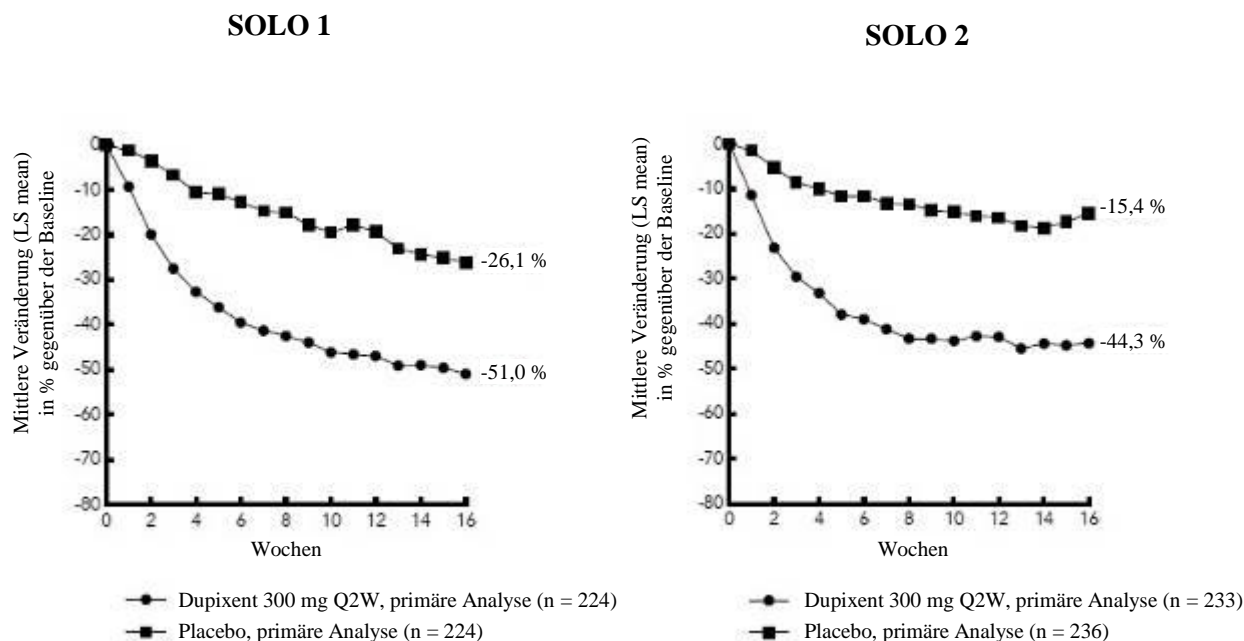 SOLO 1
Mittlere Veränderung (LS mean)
in % gegenüber der Baseline
0
-10
-20
-30
-40
-50
-60
-70
-80
-26,1 %
-51,0 %
0 2 4 6 8 10 12 14 16
Wochen
Dupixent 300 mg Q2W, primäre Analyse (n = 224)
Placebo, primäre Analyse (n = 224)
SOLO 2
Mittlere Veränderung (LS mean)
in % gegenüber der Baseline
0
-10
-20
-30
-40
-50
-60
-70
-80
-15,4 %
-44,3 %
0 2 4 6 8 10 12 14 16
Wochen
Dupixent 300 mg Q2W, primäre Analyse (n = 233)
Placebo, primäre Analyse (n = 236)